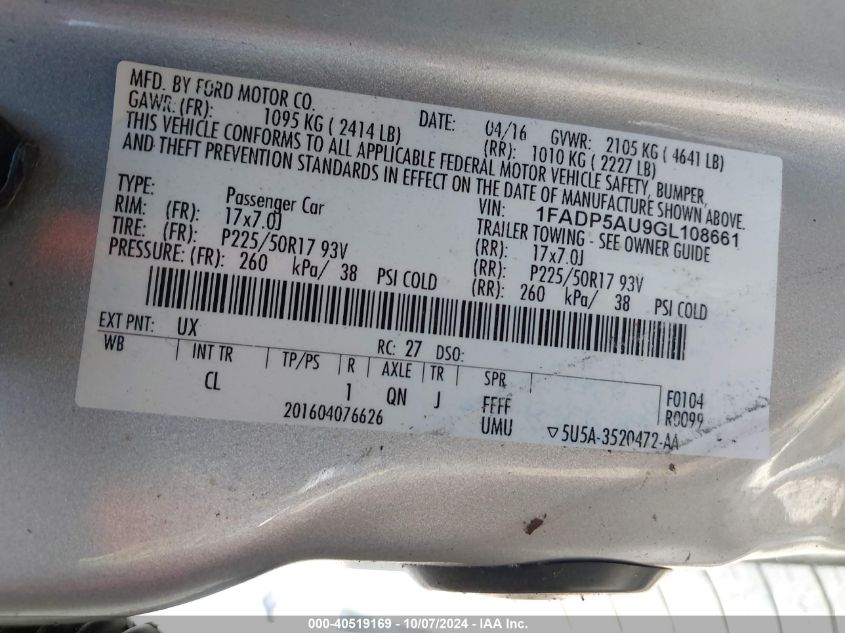 MFD. BY FORD MOTOR CO. DATE: 04/16 GVWR: 2105 KG ( 4641 LB)
GAWR: (FR): 1095 KG ( 2414 LB) (RR): 1010 KG ( 2227 LB)
THIS VEHICLE CONFORMS TO ALL APPLICABLE FEDERAL MOTOR VEHICLE SAFETY, BUMPER,
AND THEFT PREVENTION STANDARDS IN EFFECT ON THE DATE OF MANUFACTURE SHOWN ABOVE.
VIN: 1FADP5AU9GL108661
TYPE: Passenger Car TRAILER TOWING - SEE OWNER GUIDE
RIM: (FR): 17x7.0J (RR): 17x7.0J
TIRE: (FR): P225/50R17 93V (RR): P225/50R17 93V
PRESSURE: (FR): 260 kPa/ 38 PSI COLD (RR): 260 kPa/ 38 PSI COLD
EXT PNT: UX RC: 27 DSO:
WB INT TR TP/PS R AXLE TR SPR F0104
CL 1 QN J FFFF R0099
201604076626 UMU ▽5U5A-3520472-AA
000-40519169 - 10/07/2024 - IAA Inc.